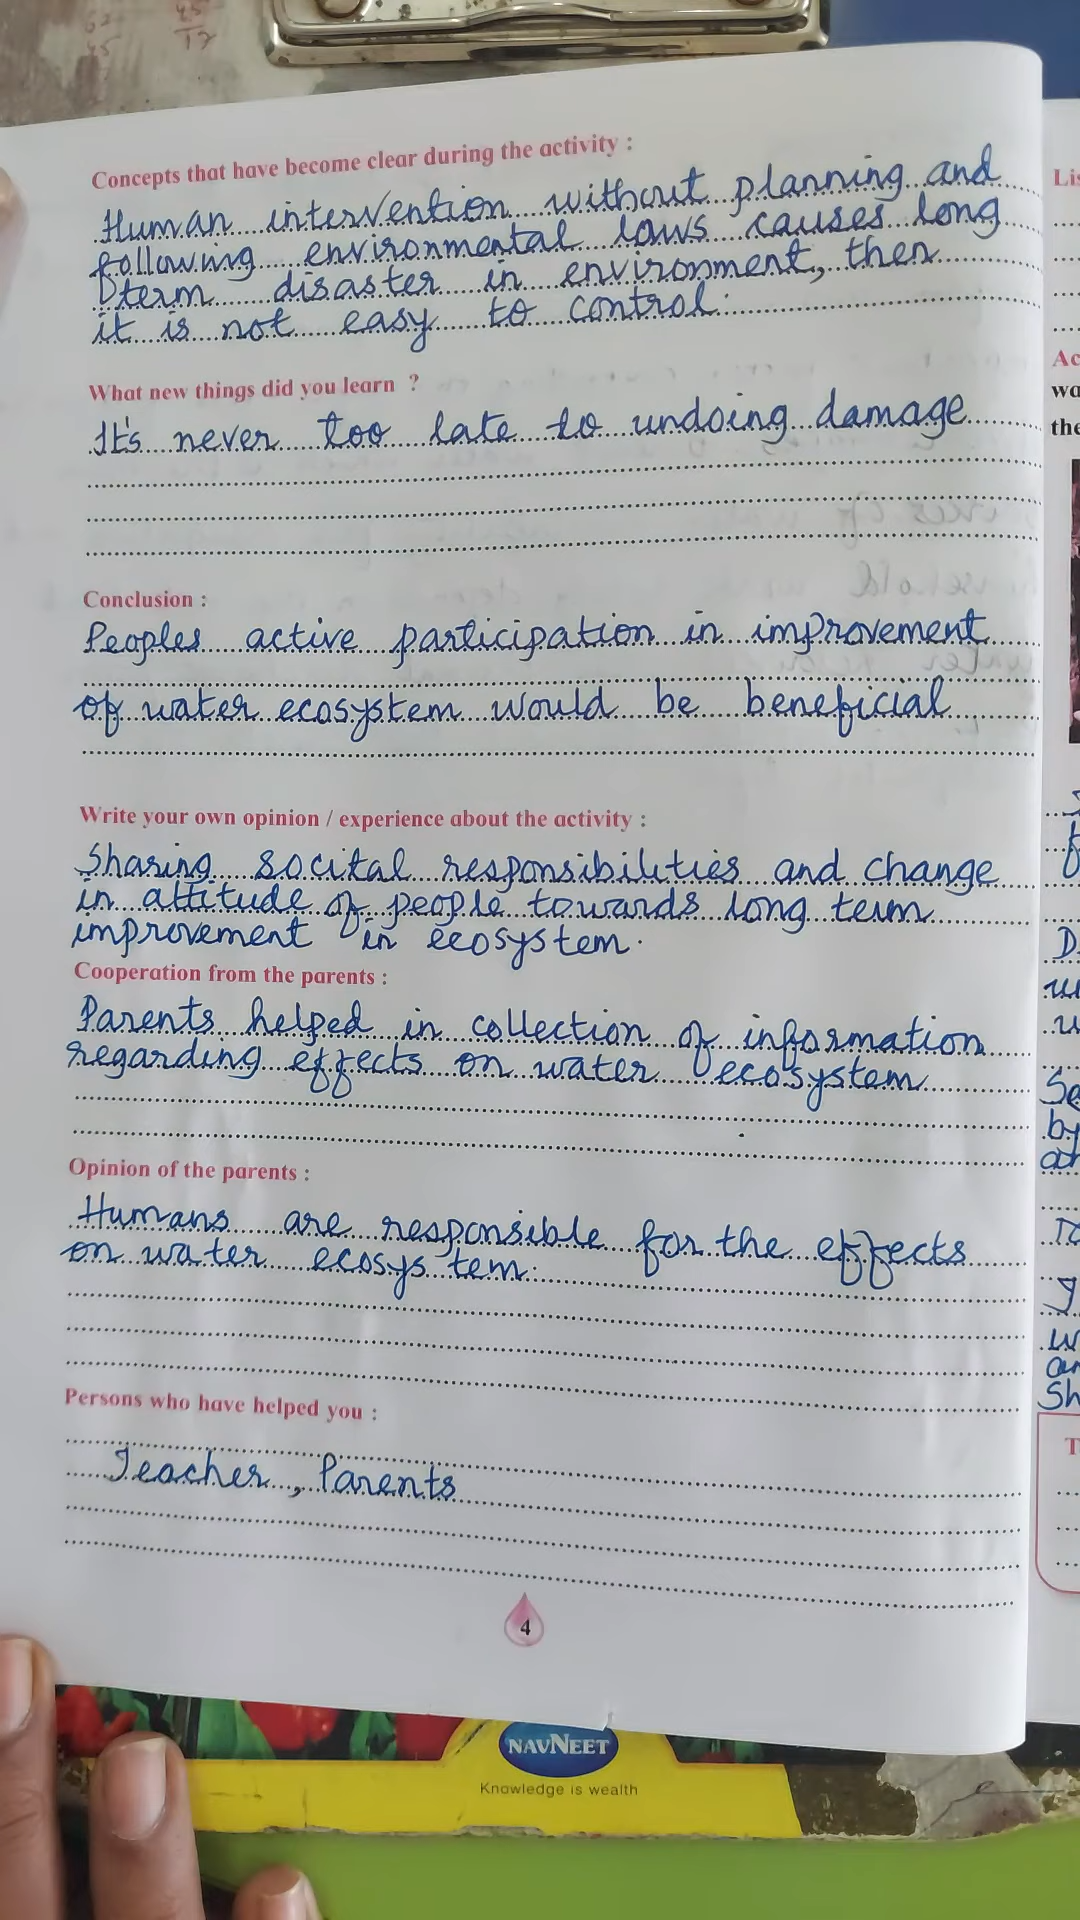 Concepts that have become clear during the activity :
Human intervention without planning and
following environmental laws causes long
term disaster in environment, then
it is not easy to control.
What new things did you learn ?
It's never too late to undoing damage
Conclusion :
Peoples active participation in improvement
of water ecosystem would be beneficial
Write your own opinion / experience about the activity :
Sharing socital responsibilities and change
in attitude of people towards long term
improvement in ecosystem.
Cooperation from the parents :
Parents helped in collection of information
regarding effects on water ecosystem
Opinion of the parents :
Humans are responsible for the effects
on water ecosystem.
Persons who have helped you :
Teacher, Parents
4
NAVNEET
Knowledge is wealth